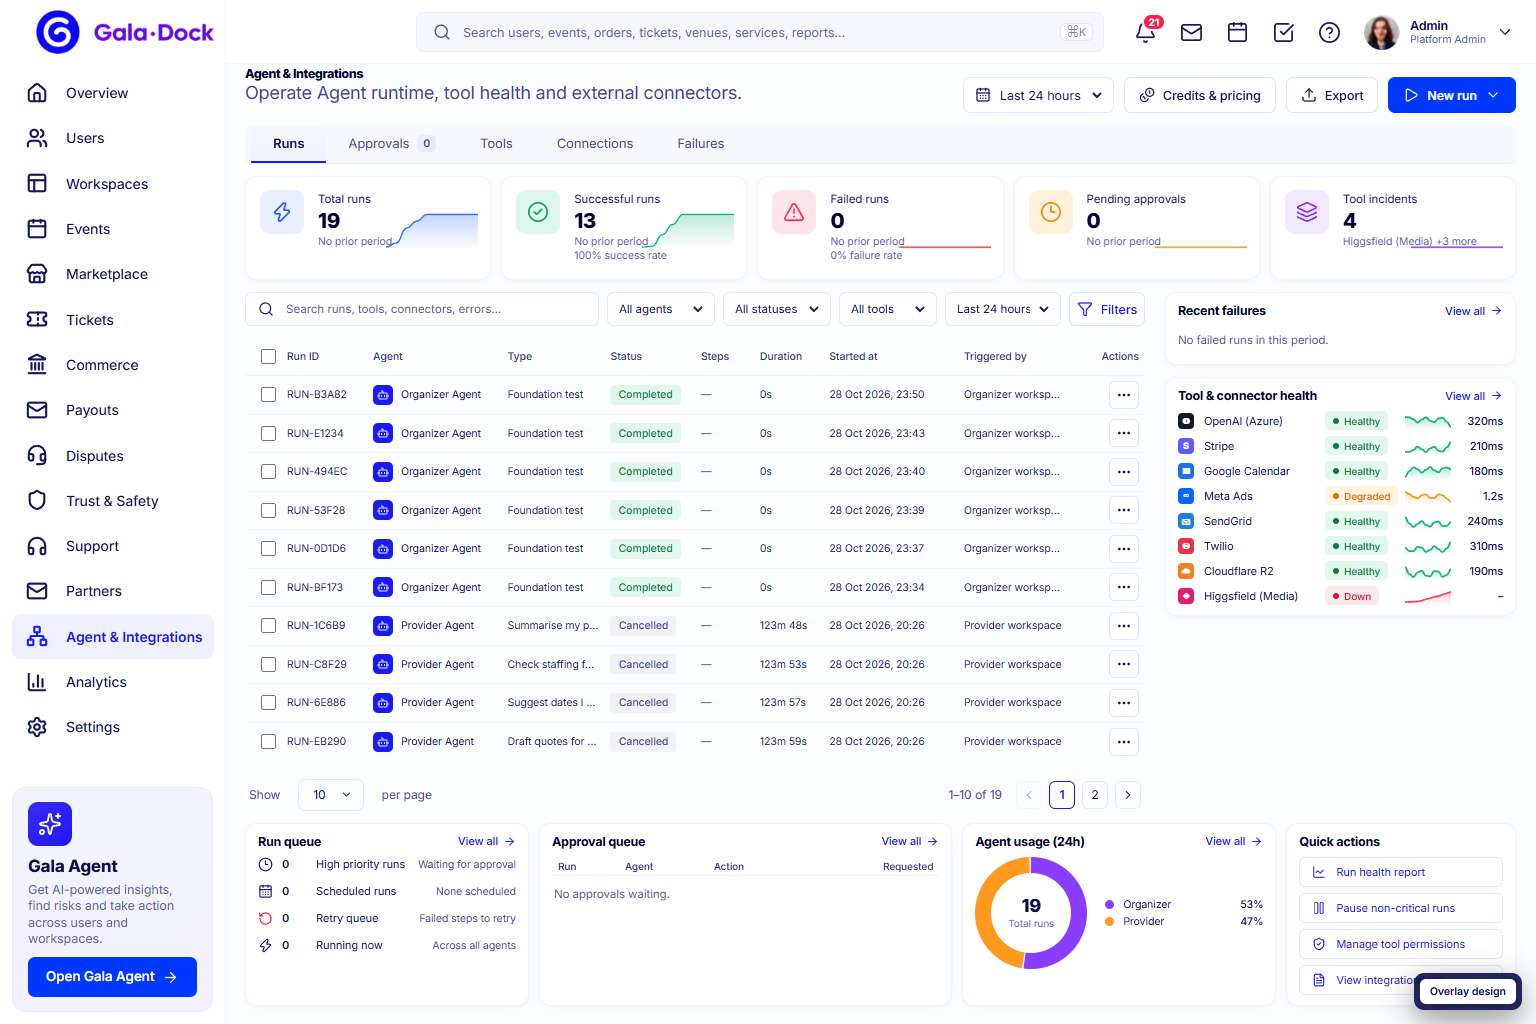 Gala·Dock
Search users, events, orders, tickets, venues, services, reports...
⌘K
21
Admin
Platform Admin
Overview
Users
Workspaces
Events
Marketplace
Tickets
Commerce
Payouts
Disputes
Trust & Safety
Support
Partners
Agent & Integrations
Analytics
Settings
Gala Agent
Get AI-powered insights,
find risks and take action
across users and
workspaces.
Open Gala Agent
Agent & Integrations
Operate Agent runtime, tool health and external connectors.
Last 24 hours
Credits & pricing
Export
New run
Runs
Approvals 0
Tools
Connections
Failures
Total runs
19
No prior period
Successful runs
13
No prior period
100% success rate
Failed runs
0
No prior period
0% failure rate
Pending approvals
0
No prior period
Tool incidents
4
Higgsfield (Media) +3 more
Search runs, tools, connectors, errors...
All agents
All statuses
All tools
Last 24 hours
Filters
Run ID Agent Type Status Steps Duration Started at Triggered by Actions
RUN-B3A82 Organizer Agent Foundation test Completed — 0s 28 Oct 2026, 23:50 Organizer worksp...
RUN-E1234 Organizer Agent Foundation test Completed — 0s 28 Oct 2026, 23:43 Organizer worksp...
RUN-494EC Organizer Agent Foundation test Completed — 0s 28 Oct 2026, 23:40 Organizer worksp...
RUN-53F28 Organizer Agent Foundation test Completed — 0s 28 Oct 2026, 23:39 Organizer worksp...
RUN-0D1D6 Organizer Agent Foundation test Completed — 0s 28 Oct 2026, 23:37 Organizer worksp...
RUN-BF173 Organizer Agent Foundation test Completed — 0s 28 Oct 2026, 23:34 Organizer worksp...
RUN-1C6B9 Provider Agent Summarise my p... Cancelled — 123m 48s 28 Oct 2026, 20:26 Provider workspace
RUN-C8F29 Provider Agent Check staffing f... Cancelled — 123m 53s 28 Oct 2026, 20:26 Provider workspace
RUN-6E886 Provider Agent Suggest dates I ... Cancelled — 123m 57s 28 Oct 2026, 20:26 Provider workspace
RUN-EB290 Provider Agent Draft quotes for ... Cancelled — 123m 59s 28 Oct 2026, 20:26 Provider workspace
Show 10 per page
1–10 of 19 1 2
Recent failures View all
No failed runs in this period.
Tool & connector health View all
OpenAI (Azure) Healthy 320ms
Stripe Healthy 210ms
Google Calendar Healthy 180ms
Meta Ads Degraded 1.2s
SendGrid Healthy 240ms
Twilio Healthy 310ms
Cloudflare R2 Healthy 190ms
Higgsfield (Media) Down –
Run queue View all
0 High priority runs Waiting for approval
0 Scheduled runs None scheduled
0 Retry queue Failed steps to retry
0 Running now Across all agents
Approval queue View all
Run Agent Action Requested
No approvals waiting.
Agent usage (24h) View all
19
Total runs
Organizer 53%
Provider 47%
Quick actions
Run health report
Pause non-critical runs
Manage tool permissions
View integratio
Overlay design